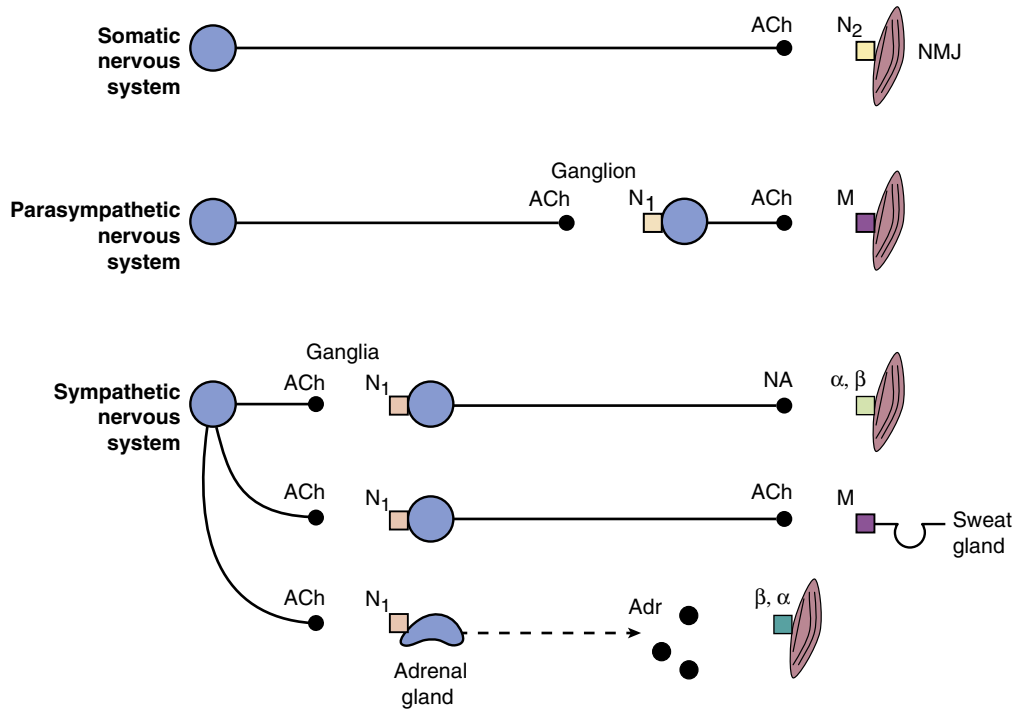 Somatic
nervous
system
ACh
N₂
NMJ
Parasympathetic
nervous
system
Ganglion
ACh
N₁
ACh
M
Sympathetic
nervous
system
Ganglia
ACh
N₁
NA
α, β
ACh
N₁
ACh
M
Sweat
gland
ACh
N₁
Adrenal
gland
Adr
β, α